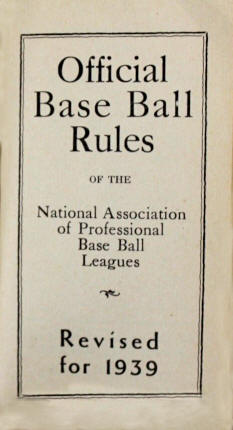 Official
Base Ball
Rules
OF THE
National Association
of Professional
Base Ball
Leagues
Revised
for 1939